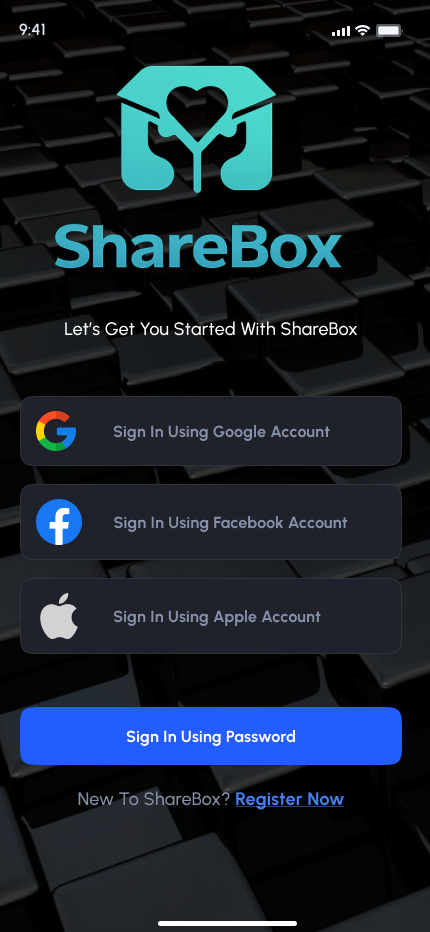 9:41
ShareBox
Let's Get You Started With ShareBox
Sign In Using Google Account
Sign In Using Facebook Account
Sign In Using Apple Account
Sign In Using Password
New To ShareBox? Register Now